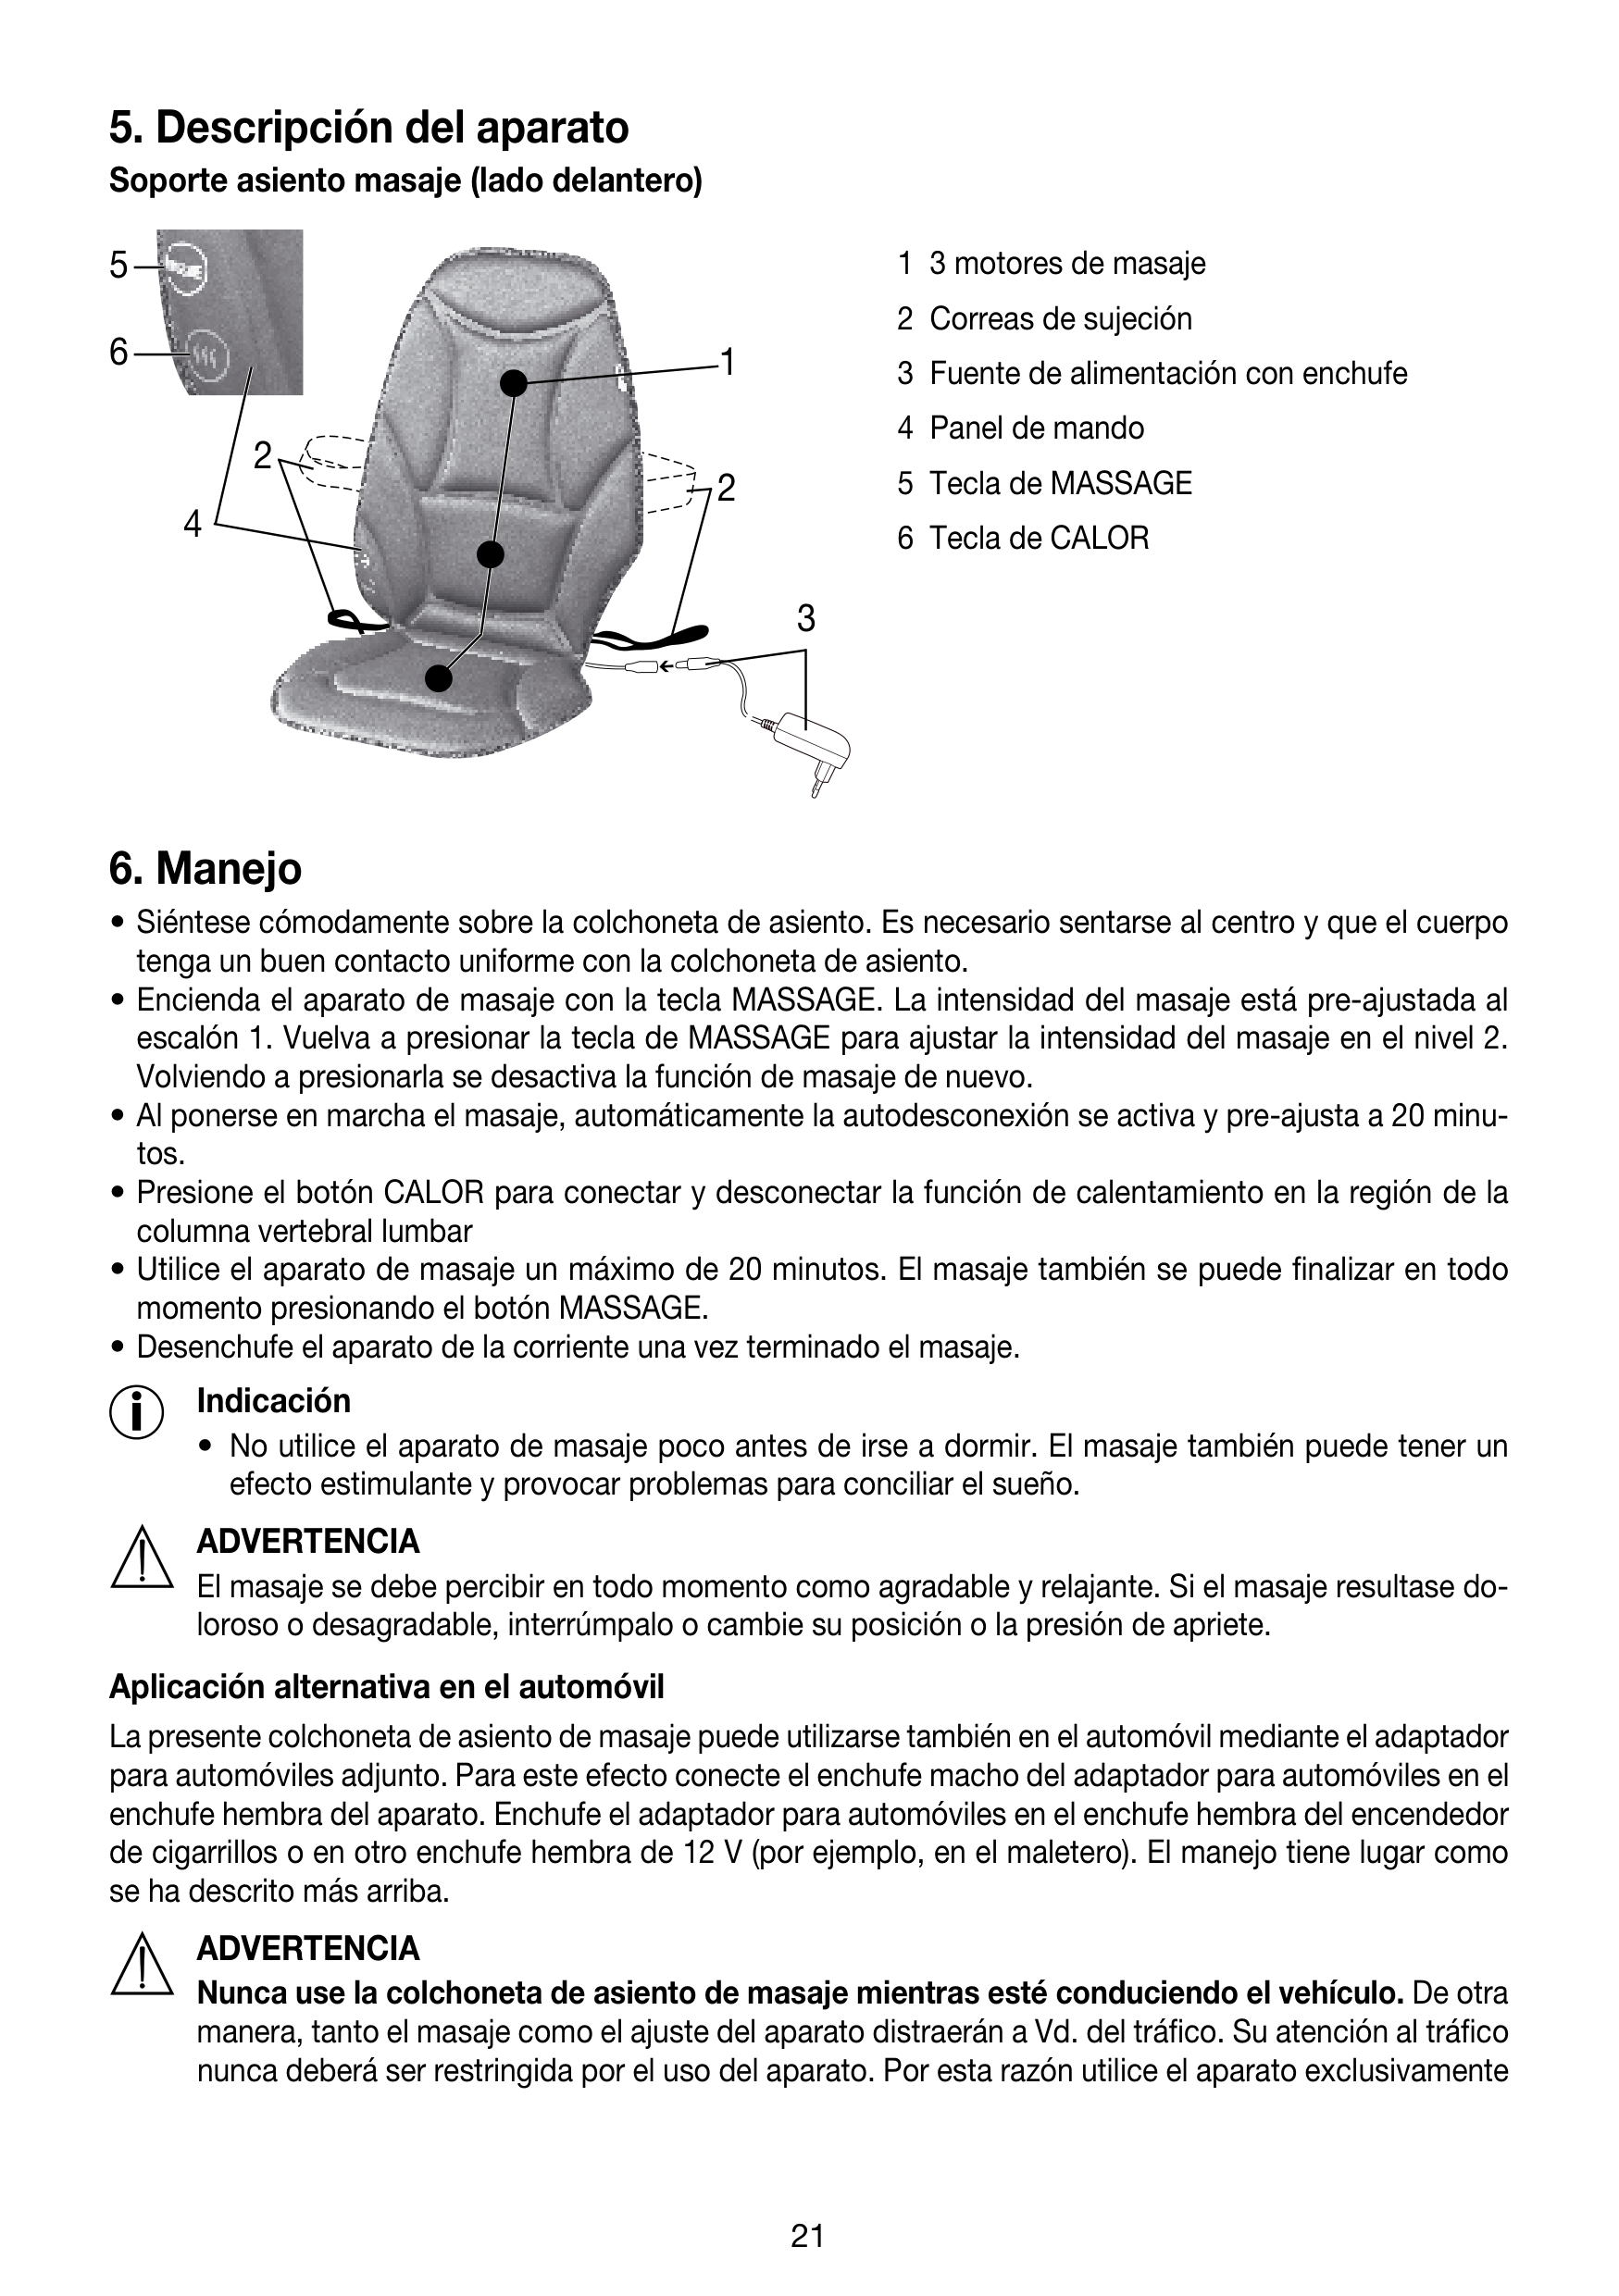 5. Descripción del aparato
Soporte asiento masaje (lado delantero)
5
6
2
4
1
2
3
1 3 motores de masaje
2 Correas de sujeción
3 Fuente de alimentación con enchufe
4 Panel de mando
5 Tecla de MASSAGE
6 Tecla de CALOR
6. Manejo
• Siéntese cómodamente sobre la colchoneta de asiento. Es necesario sentarse al centro y que el cuerpo
tenga un buen contacto uniforme con la colchoneta de asiento.
• Encienda el aparato de masaje con la tecla MASSAGE. La intensidad del masaje está pre-ajustada al
escalón 1. Vuelva a presionar la tecla de MASSAGE para ajustar la intensidad del masaje en el nivel 2.
Volviendo a presionarla se desactiva la función de masaje de nuevo.
• Al ponerse en marcha el masaje, automáticamente la autodesconexión se activa y pre-ajusta a 20 minu-
tos.
• Presione el botón CALOR para conectar y desconectar la función de calentamiento en la región de la
columna vertebral lumbar
• Utilice el aparato de masaje un máximo de 20 minutos. El masaje también se puede finalizar en todo
momento presionando el botón MASSAGE.
• Desenchufe el aparato de la corriente una vez terminado el masaje.
Indicación
• No utilice el aparato de masaje poco antes de irse a dormir. El masaje también puede tener un
efecto estimulante y provocar problemas para conciliar el sueño.
ADVERTENCIA
El masaje se debe percibir en todo momento como agradable y relajante. Si el masaje resultase do-
loroso o desagradable, interrúmpalo o cambie su posición o la presión de apriete.
Aplicación alternativa en el automóvil
La presente colchoneta de asiento de masaje puede utilizarse también en el automóvil mediante el adaptador
para automóviles adjunto. Para este efecto conecte el enchufe macho del adaptador para automóviles en el
enchufe hembra del aparato. Enchufe el adaptador para automóviles en el enchufe hembra del encendedor
de cigarrillos o en otro enchufe hembra de 12 V (por ejemplo, en el maletero). El manejo tiene lugar como
se ha descrito más arriba.
ADVERTENCIA
Nunca use la colchoneta de asiento de masaje mientras esté conduciendo el vehículo. De otra
manera, tanto el masaje como el ajuste del aparato distraerán a Vd. del tráfico. Su atención al tráfico
nunca deberá ser restringida por el uso del aparato. Por esta razón utilice el aparato exclusivamente
21